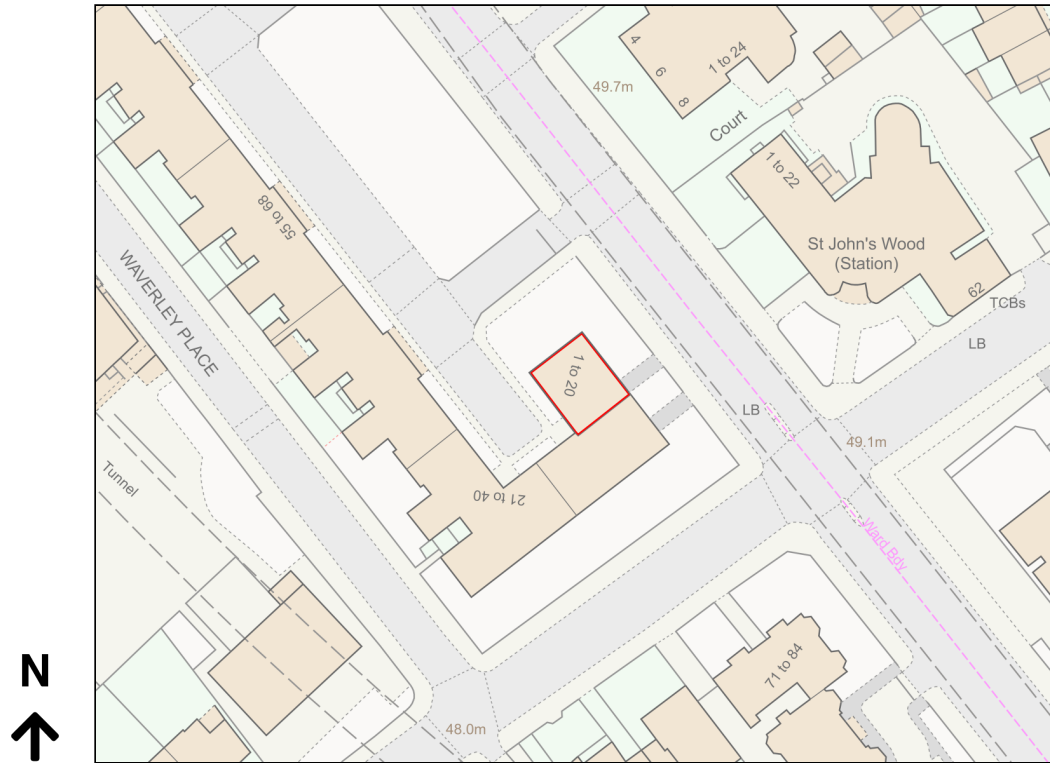 4
6
8
1 to 24
49.7m
Court
1 to 22
55 to 68
St John's Wood
(Station)
WAVERLEY PLACE
62
TCBs
LB
1 to 20
LB
49.1m
Tunnel
21 to 40
Ward Bdy
N
71 to 84
48.0m